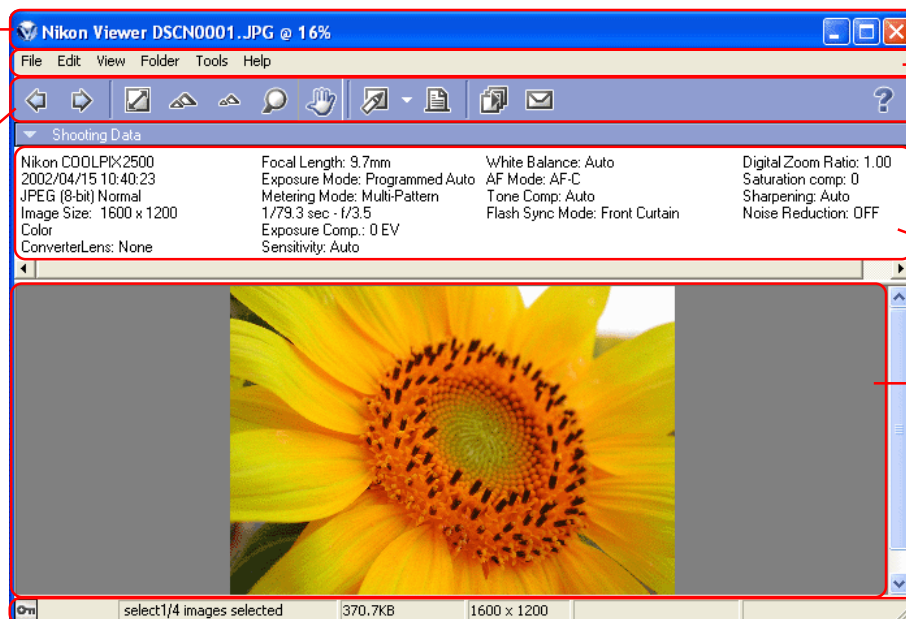 Nikon Viewer DSCN0001.JPG @ 16%
File Edit View Folder Tools Help
?
Shooting Data
Nikon COOLPIX2500
2002/04/15 10:40:23
JPEG (8-bit) Normal
Image Size: 1600 x 1200
Color
ConverterLens: None
Focal Length: 9.7mm
Exposure Mode: Programmed Auto
Metering Mode: Multi-Pattern
1/79.3 sec - f/3.5
Exposure Comp.: 0 EV
Sensitivity: Auto
White Balance: Auto
AF Mode: AF-C
Tone Comp: Auto
Flash Sync Mode: Front Curtain
Digital Zoom Ratio: 1.00
Saturation comp: 0
Sharpening: Auto
Noise Reduction: OFF
select1/4 images selected 370.7KB 1600 x 1200